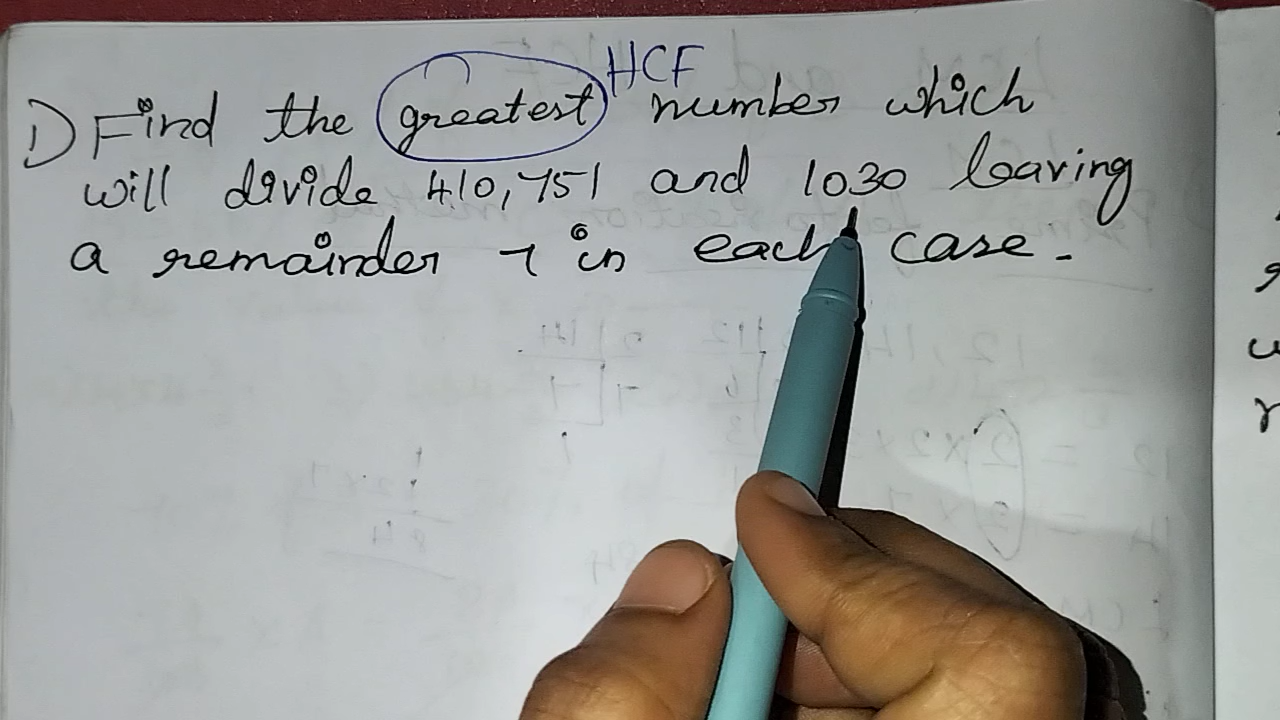 HCF
1) Find the greatest number which
will divide 410, 751 and 1030 leaving
a remainder 7 in each case.